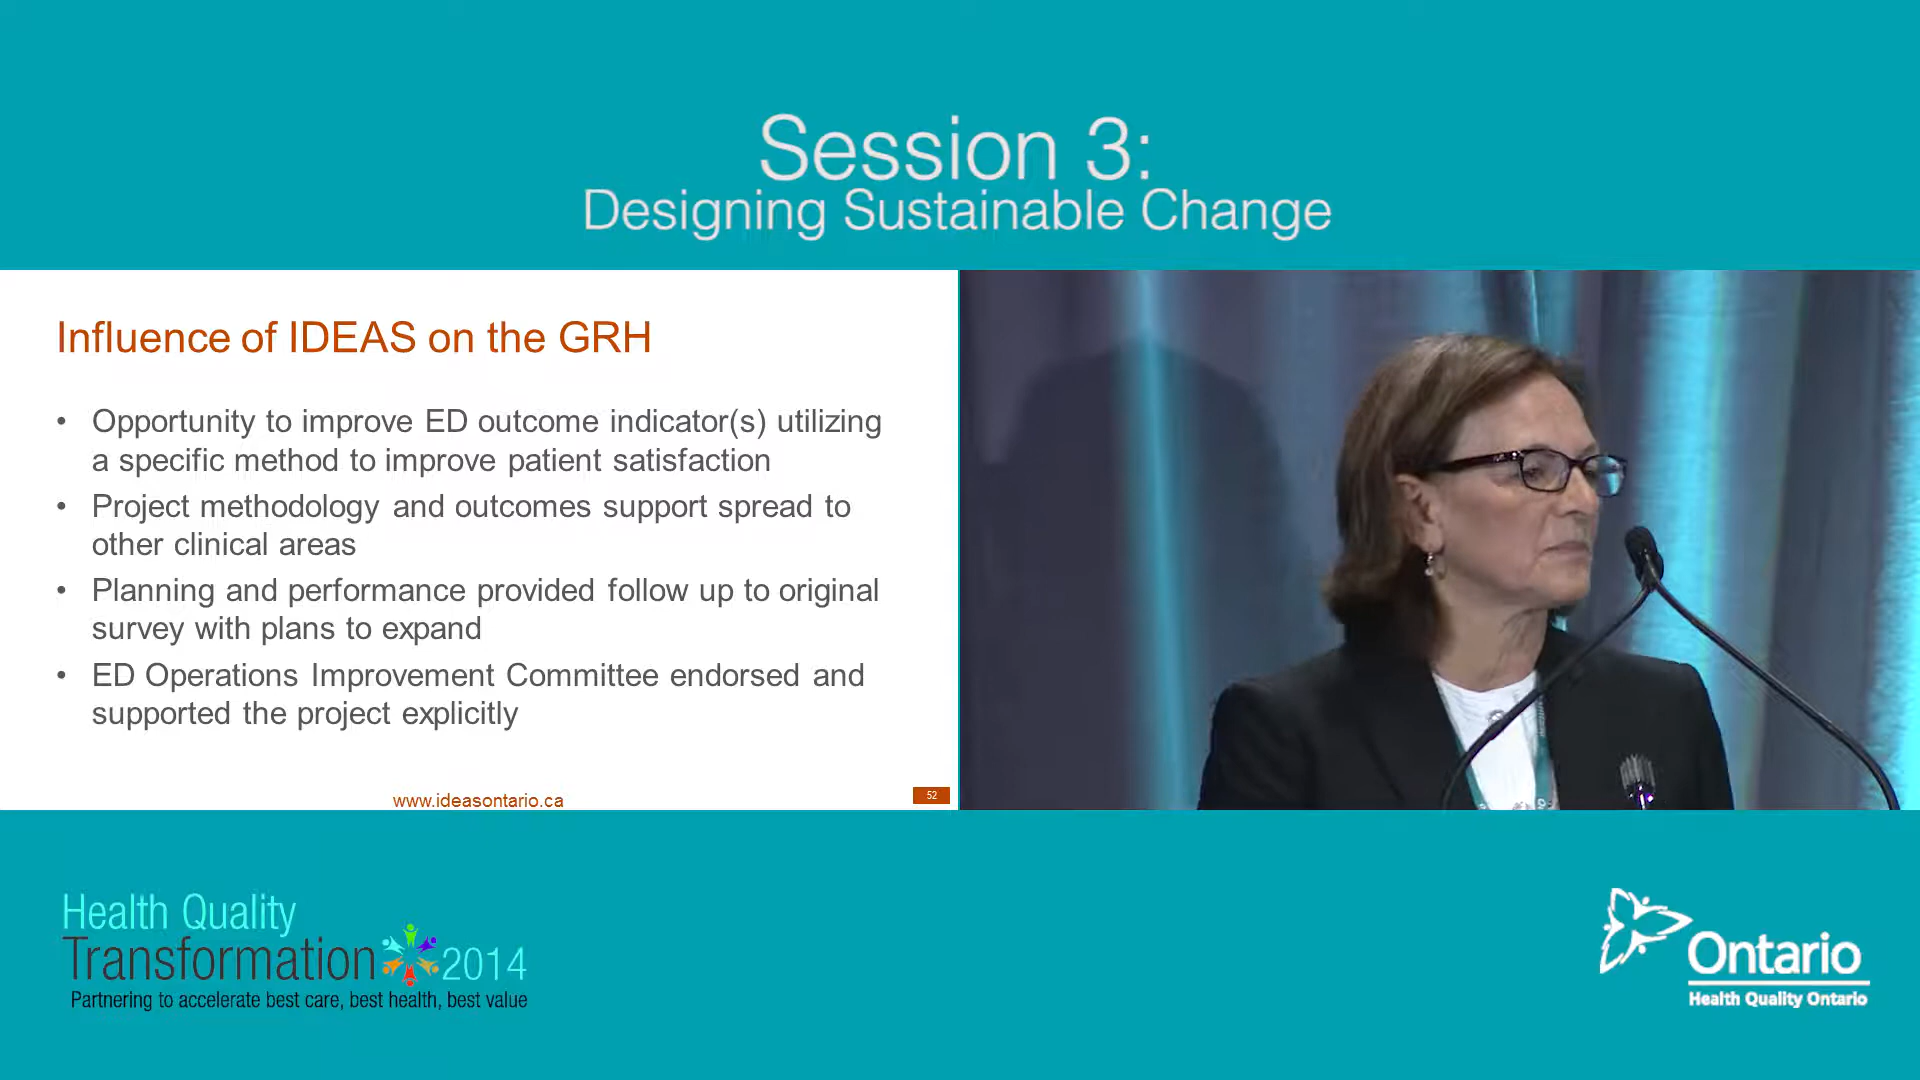 Session 3:
Designing Sustainable Change
Influence of IDEAS on the GRH
• Opportunity to improve ED outcome indicator(s) utilizing
a specific method to improve patient satisfaction
• Project methodology and outcomes support spread to
other clinical areas
• Planning and performance provided follow up to original
survey with plans to expand
• ED Operations Improvement Committee endorsed and
supported the project explicitly
www.ideasontario.ca
52
Health Quality
Transformation 2014
Partnering to accelerate best care, best health, best value
Ontario
Health Quality Ontario